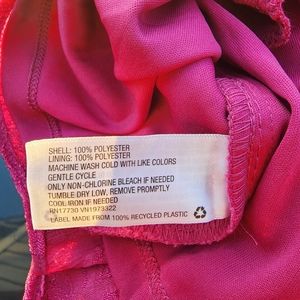 SHELL: 100% POLYESTER
LINING: 100% POLYESTER
MACHINE WASH COLD WITH LIKE COLORS
GENTLE CYCLE
ONLY NON-CHLORINE BLEACH IF NEEDED
TUMBLE DRY LOW, REMOVE PROMPTLY
COOL IRON IF NEEDED
RN17730 VN1973322
LABEL MADE FROM 100% RECYCLED PLASTIC